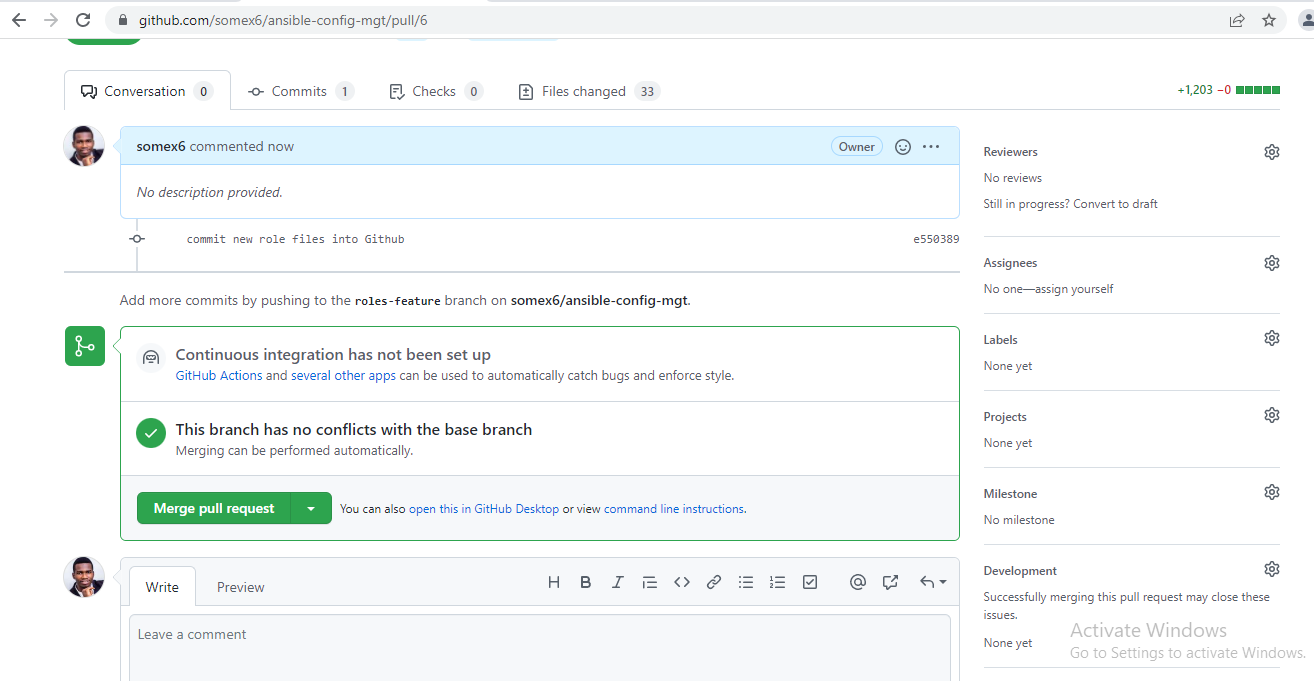 github.com/somex6/ansible-config-mgt/pull/6
Conversation 0 Commits 1 Checks 0 Files changed 33 +1,203 −0
somex6 commented now Owner
No description provided.
commit new role files into Github e550389
Add more commits by pushing to the roles-feature branch on somex6/ansible-config-mgt.
Continuous integration has not been set up
GitHub Actions and several other apps can be used to automatically catch bugs and enforce style.
This branch has no conflicts with the base branch
Merging can be performed automatically.
Merge pull request You can also open this in GitHub Desktop or view command line instructions.
Write Preview H B I @
Leave a comment
Reviewers
No reviews
Still in progress? Convert to draft
Assignees
No one—assign yourself
Labels
None yet
Projects
None yet
Milestone
No milestone
Development
Successfully merging this pull request may close these
issues.
None yet
Activate Windows
Go to Settings to activate Windows.